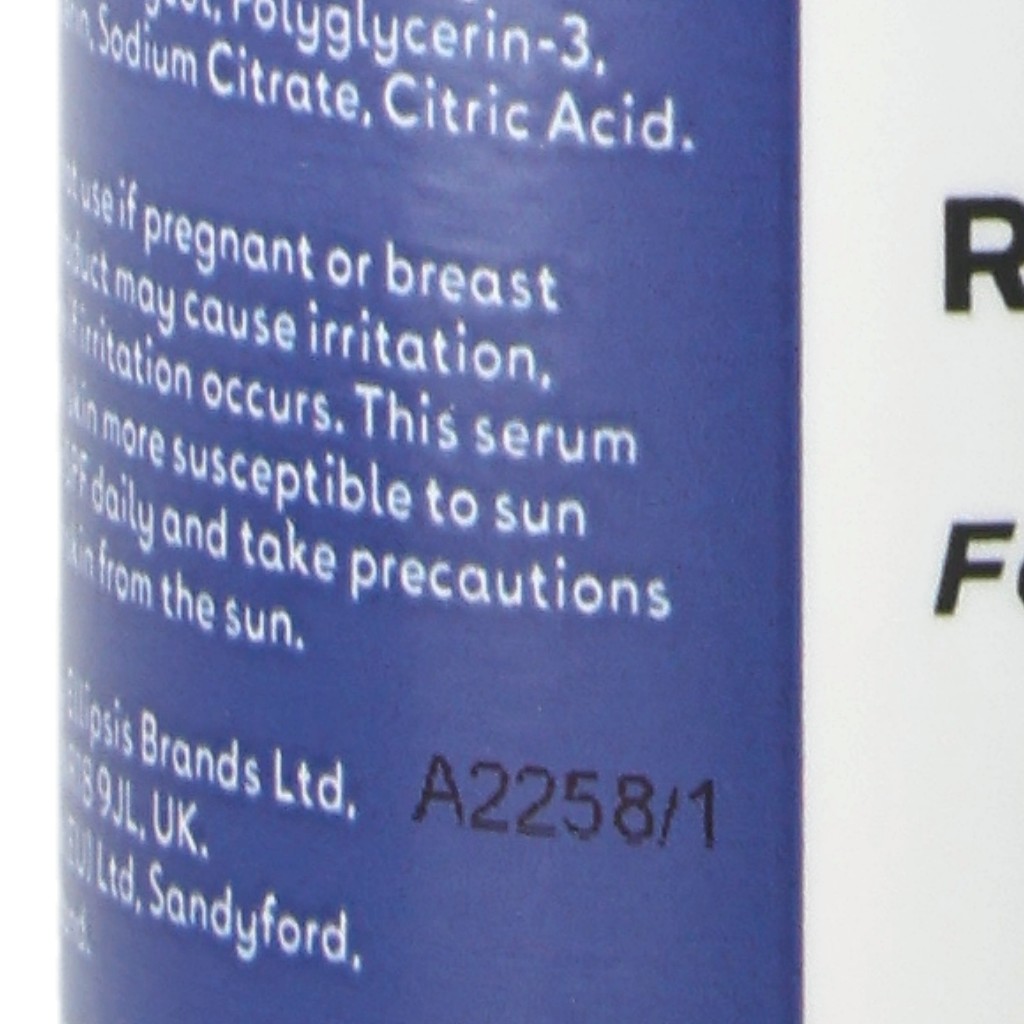 Polyglycerin-3,
Sodium Citrate, Citric Acid.
use if pregnant or breast
may cause irritation,
irritation occurs. This serum
more susceptible to sun
daily and take precautions
from the sun.
Brands Ltd,
9JL, UK.
Ltd, Sandyford,
A2258/1